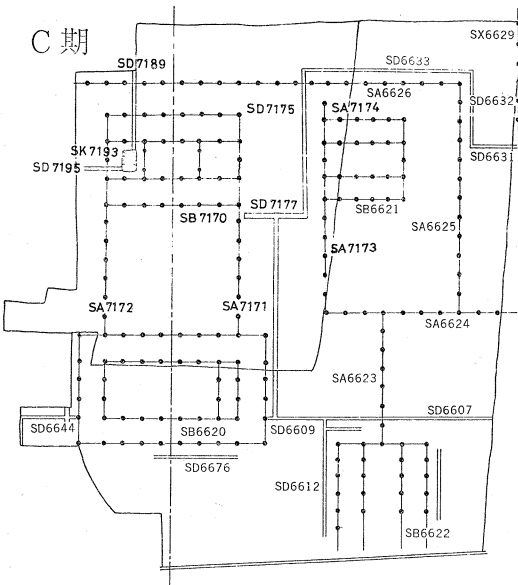 C期
SX6629
SD7189
SD6633
SA6626
SD7175
SA7174
SD6632
SK7193
SD7195
SD6631
SD7177
SB6621
SB7170
SA6625
SA7173
SA7172
SA7171
SA6624
SA6623
SD6607
SD6644
SB6620
SD6609
SD6676
SD6612
SB6622